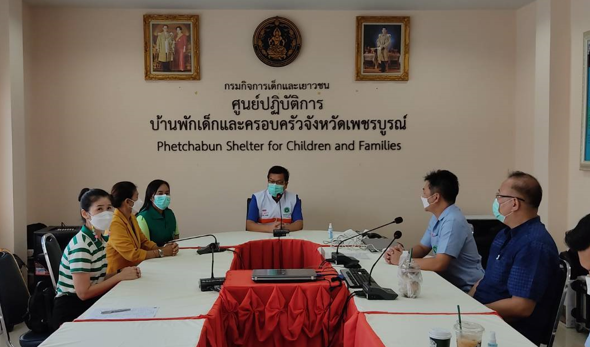 กรมกิจการเด็กและเยาวชน
ศูนย์ปฏิบัติการ
บ้านพักเด็กและครอบครัวจังหวัดเพชรบูรณ์
Phetchabun Shelter for Children and Families